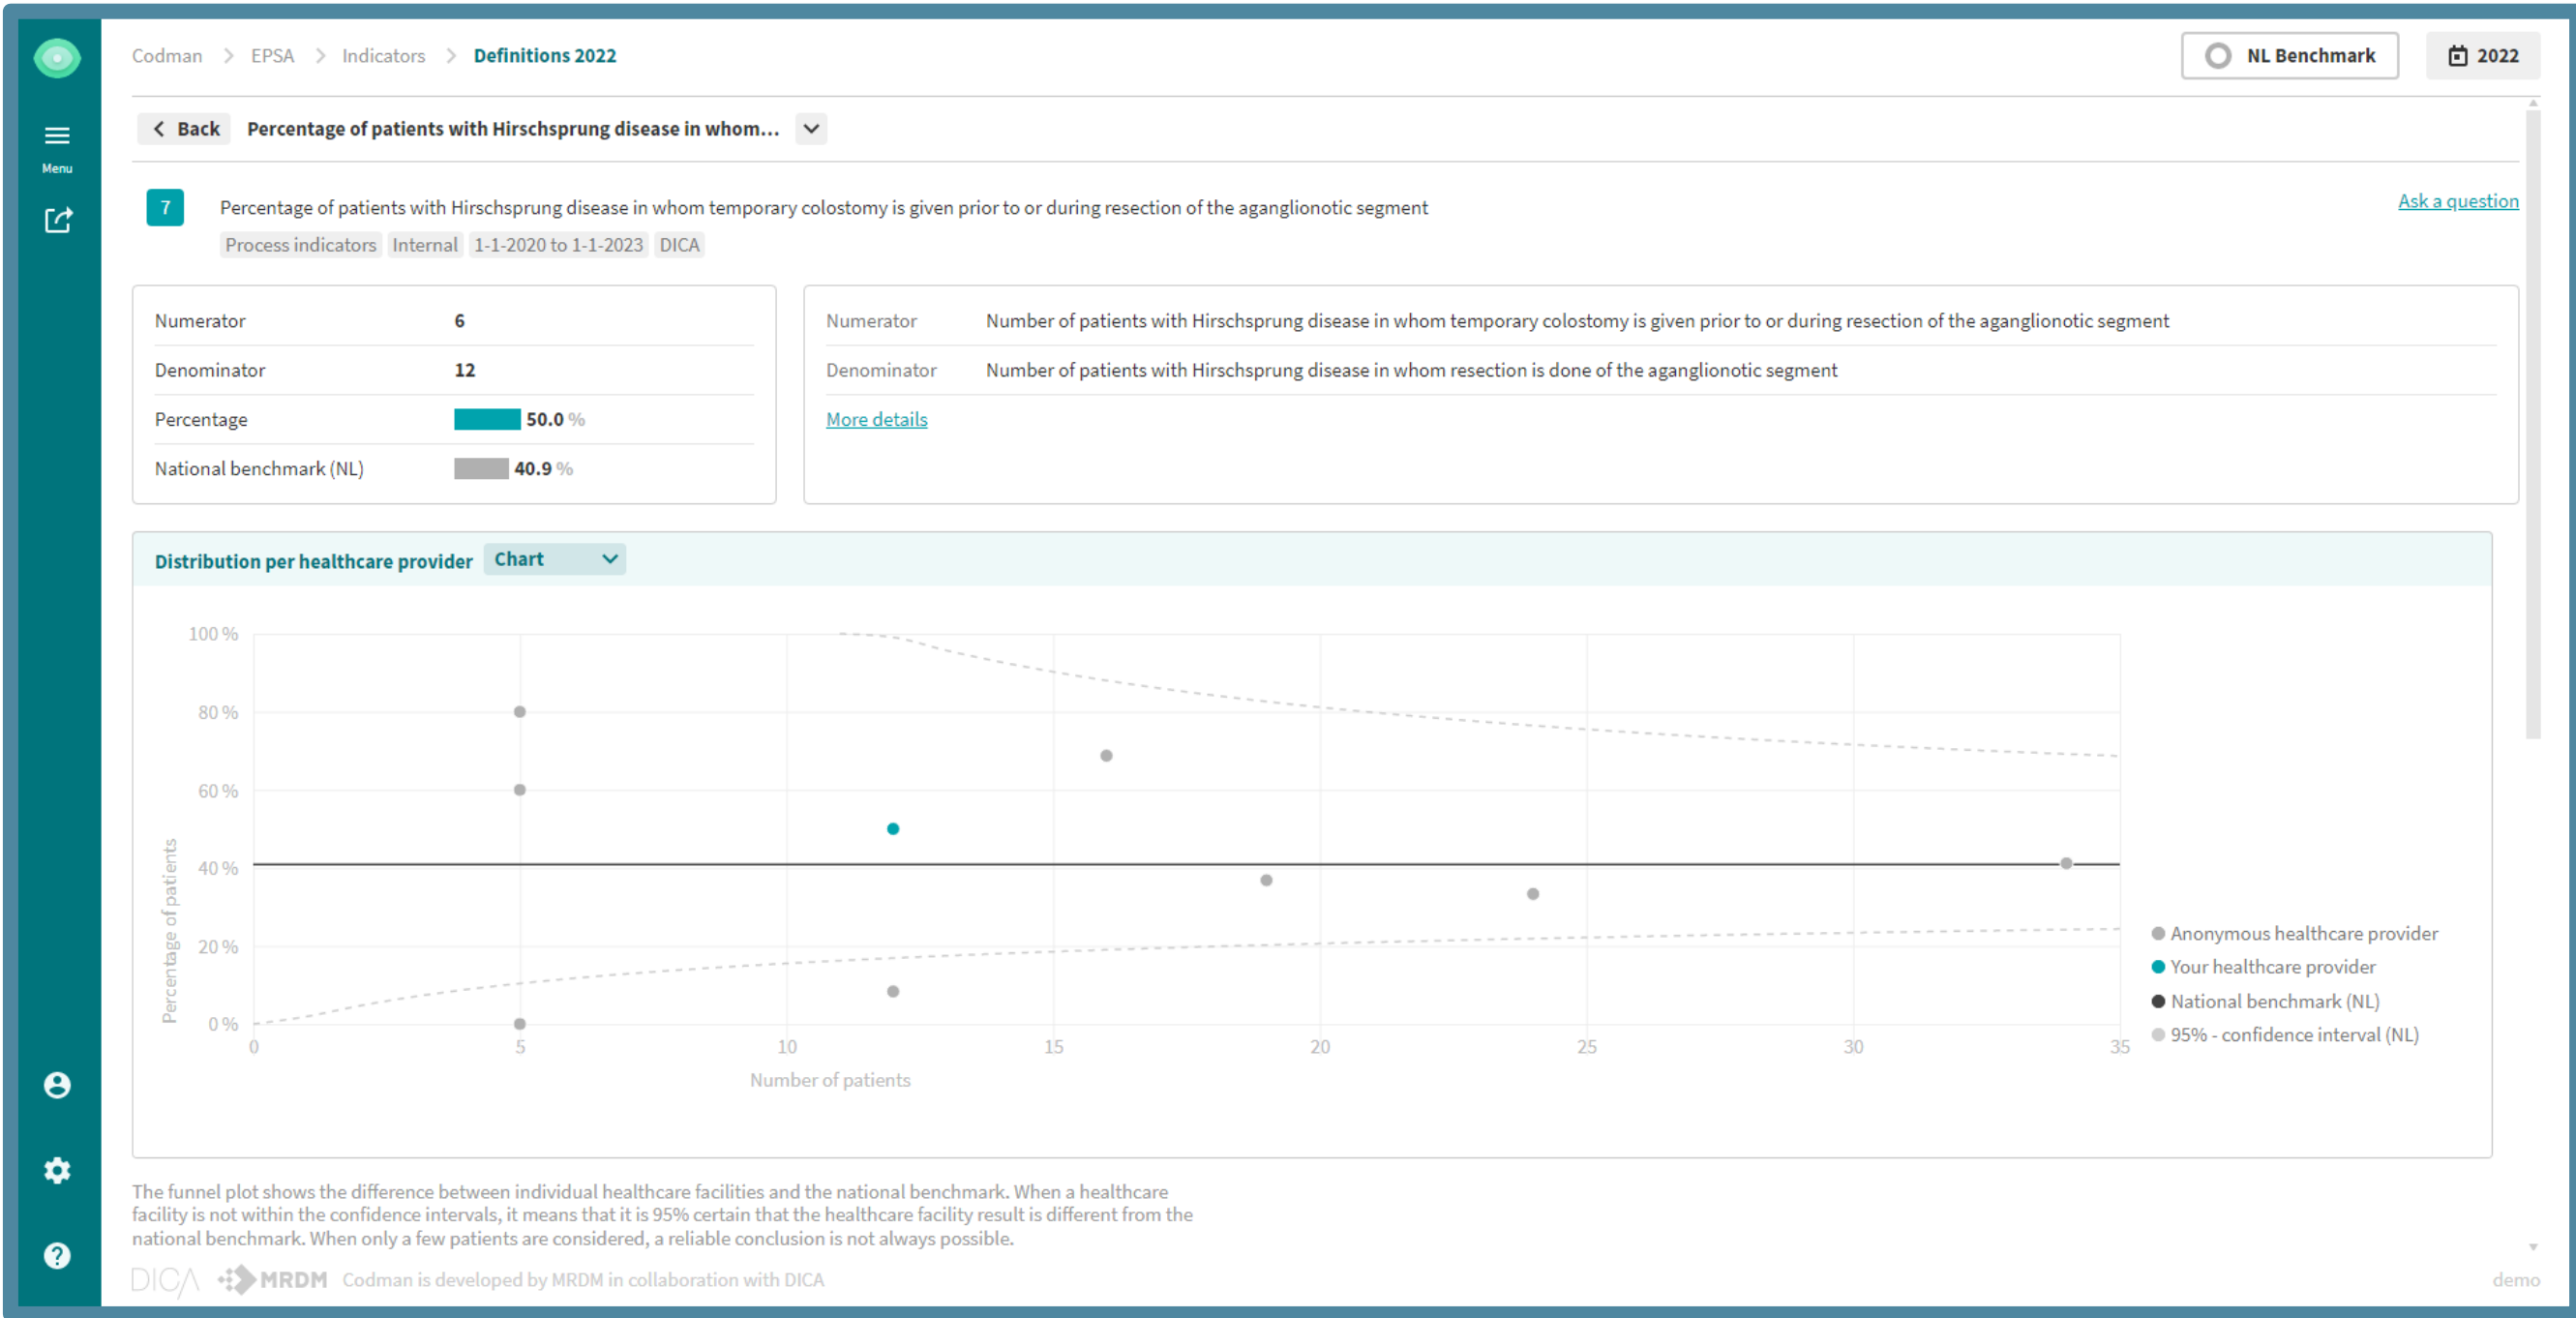 Codman > EPSA > Indicators > Definitions 2022
NL Benchmark
2022
Menu
Back
Percentage of patients with Hirschsprung disease in whom...
7
Percentage of patients with Hirschsprung disease in whom temporary colostomy is given prior to or during resection of the aganglionotic segment
Ask a question
Process indicators Internal 1-1-2020 to 1-1-2023 DICA
Numerator 6
Denominator 12
Percentage 50.0 %
National benchmark (NL) 40.9 %
Numerator Number of patients with Hirschsprung disease in whom temporary colostomy is given prior to or during resection of the aganglionotic segment
Denominator Number of patients with Hirschsprung disease in whom resection is done of the aganglionotic segment
More details
Distribution per healthcare provider Chart
100 %
80 %
60 %
40 %
20 %
0 %
Percentage of patients
0 5 10 15 20 25 30 35
Number of patients
Anonymous healthcare provider
Your healthcare provider
National benchmark (NL)
95% - confidence interval (NL)
The funnel plot shows the difference between individual healthcare facilities and the national benchmark. When a healthcare
facility is not within the confidence intervals, it means that it is 95% certain that the healthcare facility result is different from the
national benchmark. When only a few patients are considered, a reliable conclusion is not always possible.
DICA MRDM Codman is developed by MRDM in collaboration with DICA
demo